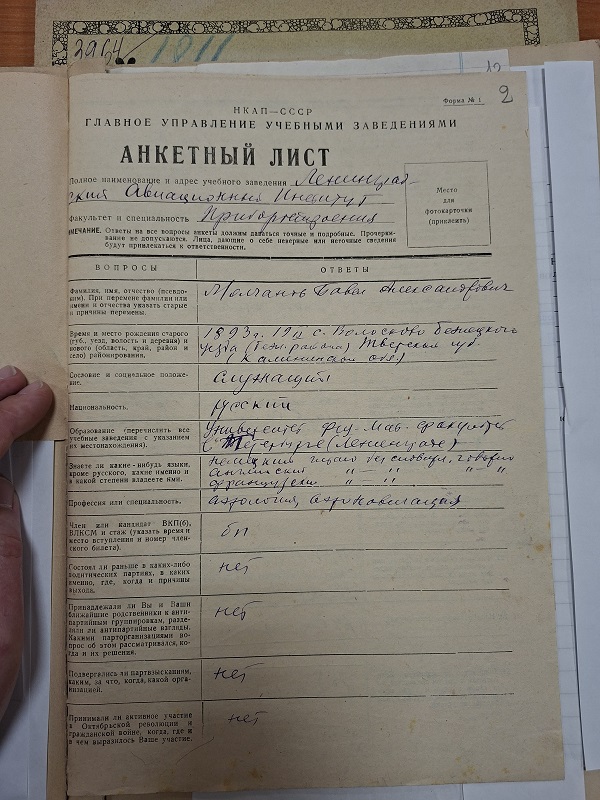 2964
1011
12
2
НКАП—СССР
Форма № 1
ГЛАВНОЕ УПРАВЛЕНИЕ УЧЕБНЫМИ ЗАВЕДЕНИЯМИ
АНКЕТНЫЙ ЛИСТ
Полное наименование и адрес учебного заведения Ленинград-
ский Авиационный Институт
Факультет и специальность Приборостроения
Место
для
фотокарточки
(приклеить)
ИМЕЧАНИЕ. Ответы на все вопросы анкеты должны даваться точные и подробные. Прочерки-
вание не допускаются. Лица, дающие о себе неверные или неточные сведения
будут привлекаться к ответственности.
ВОПРОСЫ ОТВЕТЫ
Фамилия, имя, отчество (псевдо-
ним). При перемене фамилии или
имени и отчества указать старые
и причины перемены.
Молчанов Павел Александрович
Время и место рождения старого
(губ., уезд, волость и деревня) и
нового (область, край, район и
село) районирования.
1893 г. с. Волосово Бежецкого
уезда Тверской губ.
Калининской обл)
Сословие и социальное положе-
ние.
Служащий
Национальность.
русский
Образование (перечислить все
учебные заведения с указанием
их местонахождения).
Университет Физ-Мат. факультет
Петербурге (Ленинграде)
Знаете ли какие-нибудь языки,
кроме русского, какие именно и
в какой степени владеете ими.
немецким без словаря, говорю
английский " — " " — "
французский " — "
Профессия или специальность.
аэрология, аэронавигация
Член или кандидат ВКП(б),
ВЛКСМ и стаж (указать время и
место вступления и номер член-
ского билета).
бп
Состоял ли раньше в каких-либо
политических партиях, в каких
именно, где, когда и причины
выхода.
нет
Принадлежали ли Вы и Ваши
ближайшие родственники к анти-
партийным группировкам, разде-
ляли ли антипартийные взгляды.
Какими парторганизациями во-
прос об этом рассматривался, ко-
гда и их решения.
нет
Подвергались ли партвзысканиям,
каким, за что, когда, какой орга-
низацией.
нет
Принимали ли активное участие
в Октябрьской революции и
гражданской войне, когда, где и
в чем выразилось Ваше участие.
нет